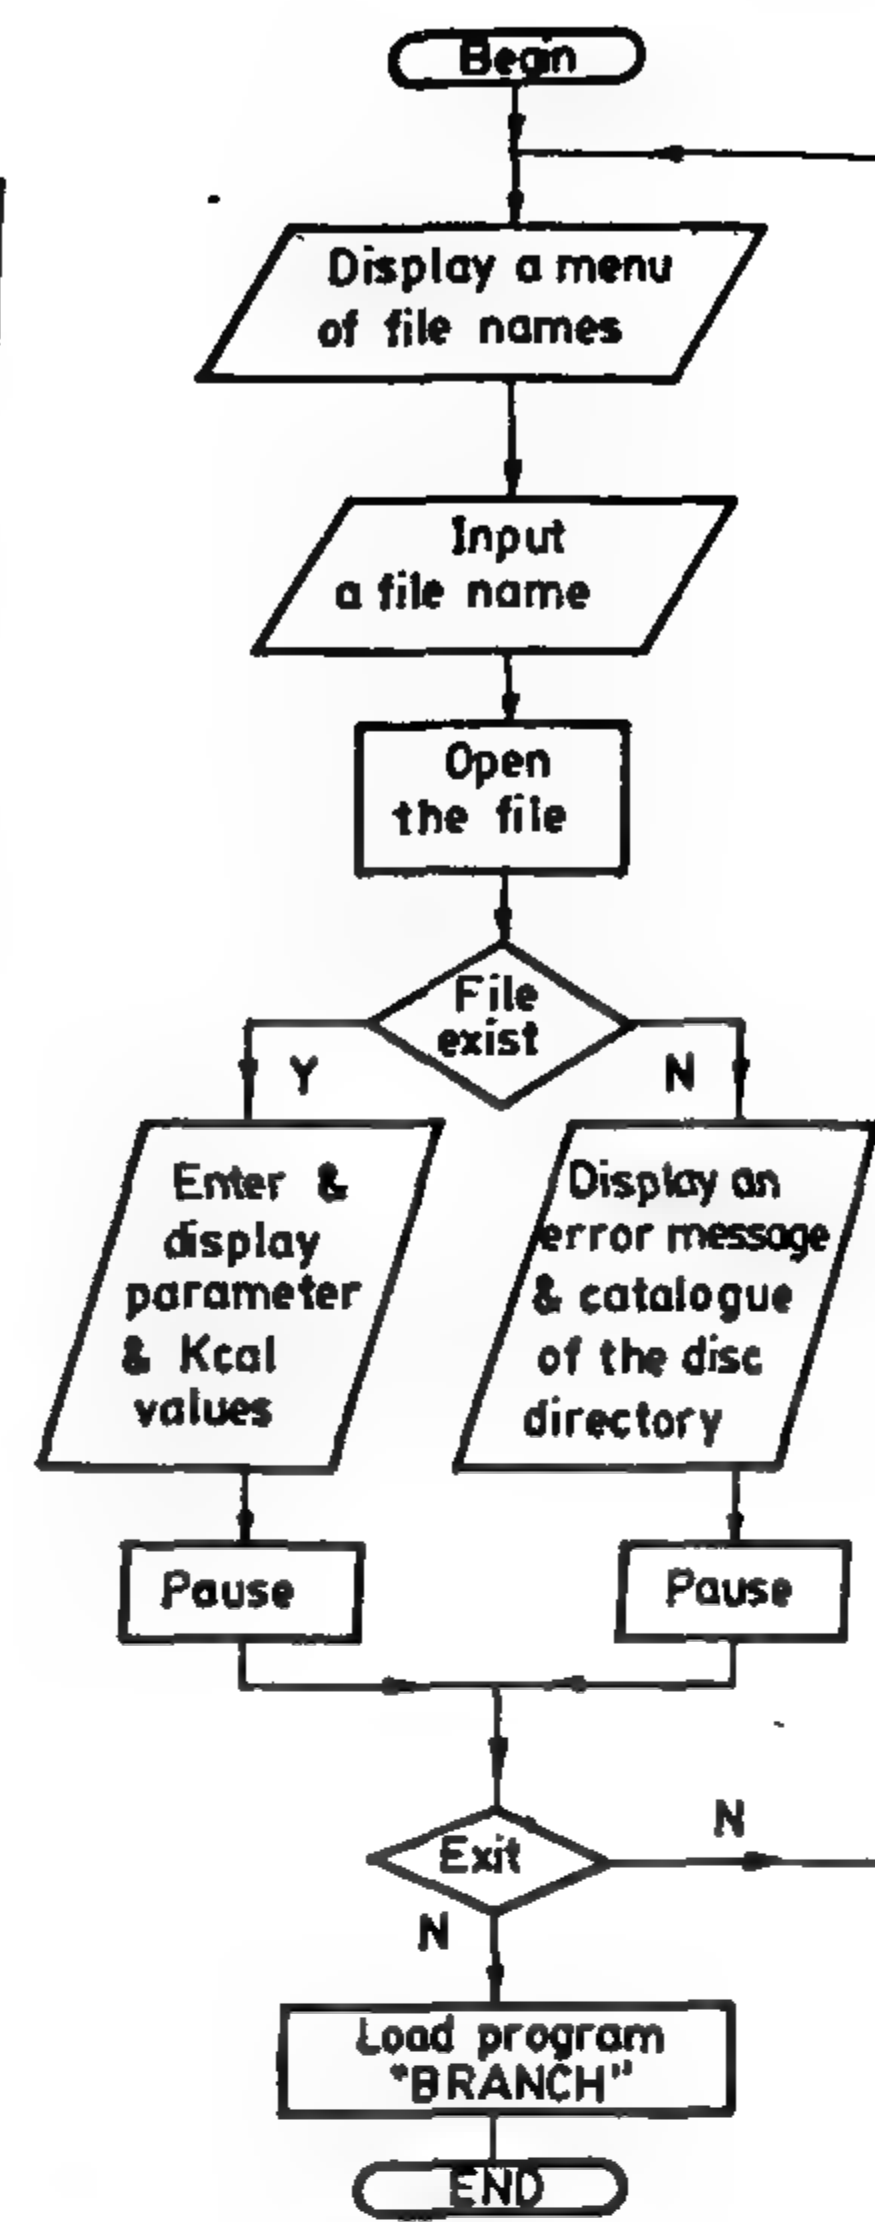 Begin
Display a menu
of file names
Input
a file name
Open
the file
File
exist
Y
N
Enter &
display
parameter
& Kcal
values
Display an
error message
& catalogue
of the disc
directory
Pause
Pause
Exit
N
N
Load program
"BRANCH"
END